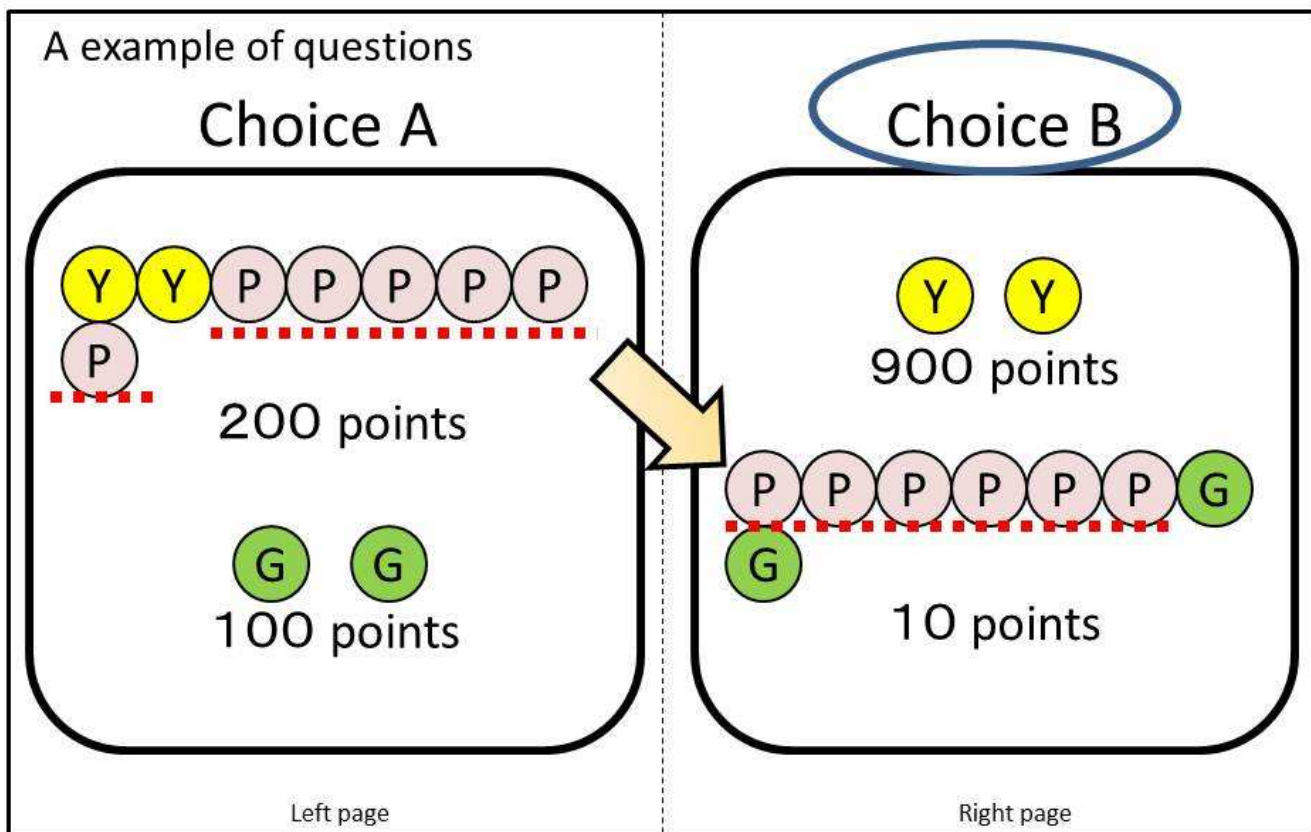 A example of questions
Choice A
Y Y P P P P P
P
200 points
G G
100 points
Left page
Choice B
Y Y
900 points
P P P P P P G
G
10 points
Right page